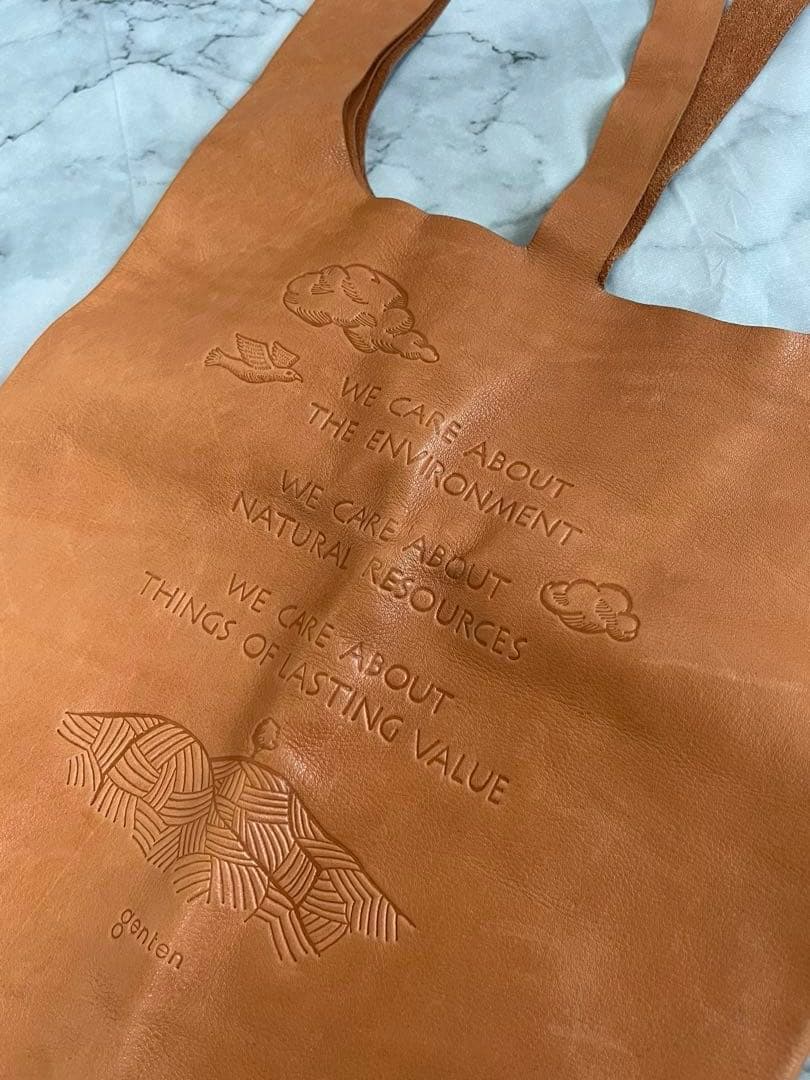 WE CARE ABOUT
THE ENVIRONMENT
WE CARE ABOUT
NATURAL RESOURCES
WE CARE ABOUT
THINGS OF LASTING VALUE
genten